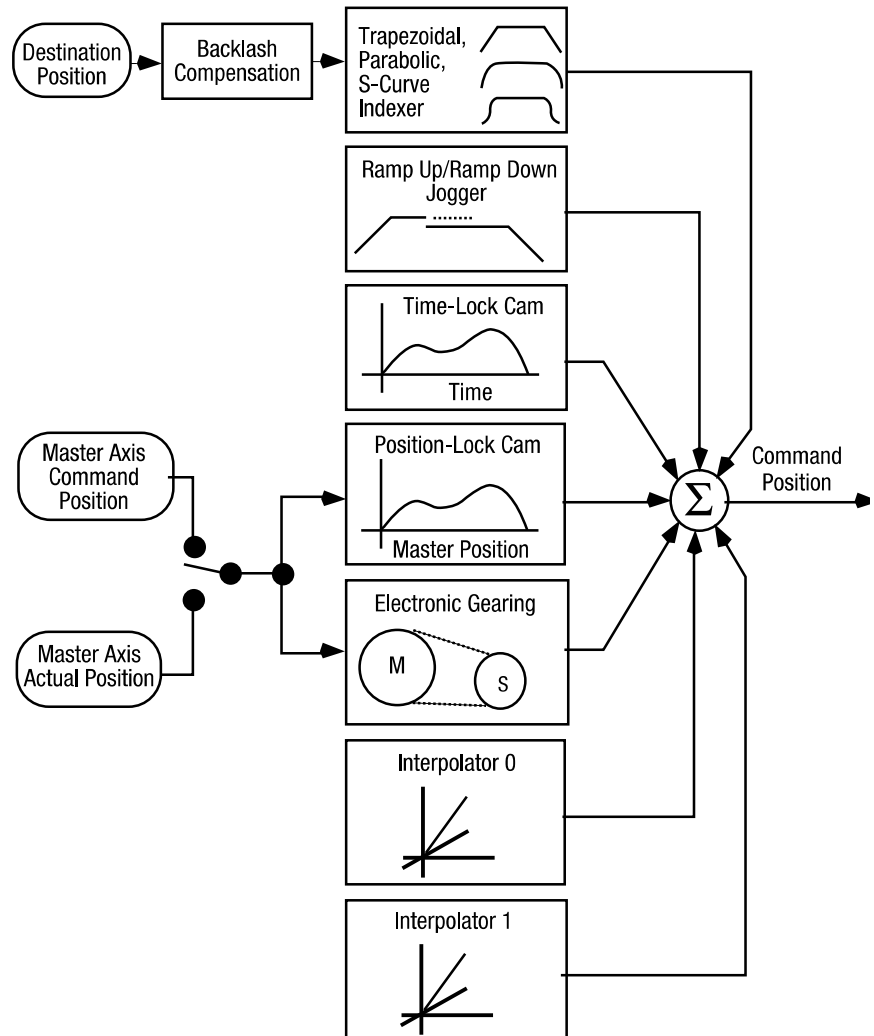 Destination
Position
Backlash
Compensation
Trapezoidal,
Parabolic,
S-Curve
Indexer
Ramp Up/Ramp Down
Jogger
Time-Lock Cam
Time
Master Axis
Command
Position
Position-Lock Cam
Master Position
Σ
Command
Position
Master Axis
Actual Position
Electronic Gearing
M
S
Interpolator 0
Interpolator 1